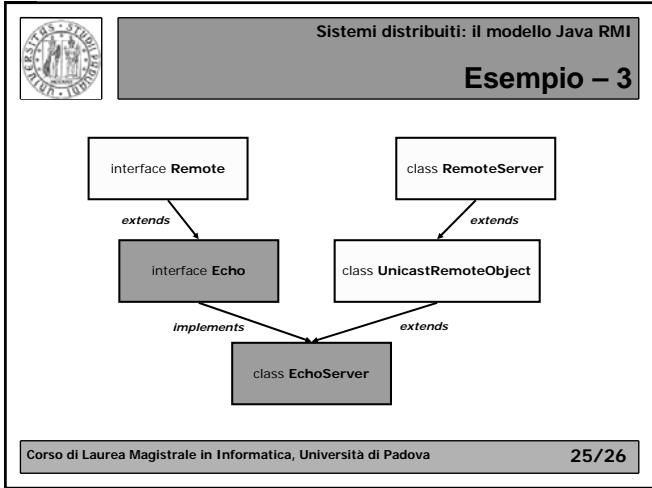 Sistemi distribuiti: il modello Java RMI
Esempio – 3
interface Remote
class RemoteServer
extends
extends
interface Echo
class UnicastRemoteObject
implements
extends
class EchoServer
Corso di Laurea Magistrale in Informatica, Università di Padova
25/26